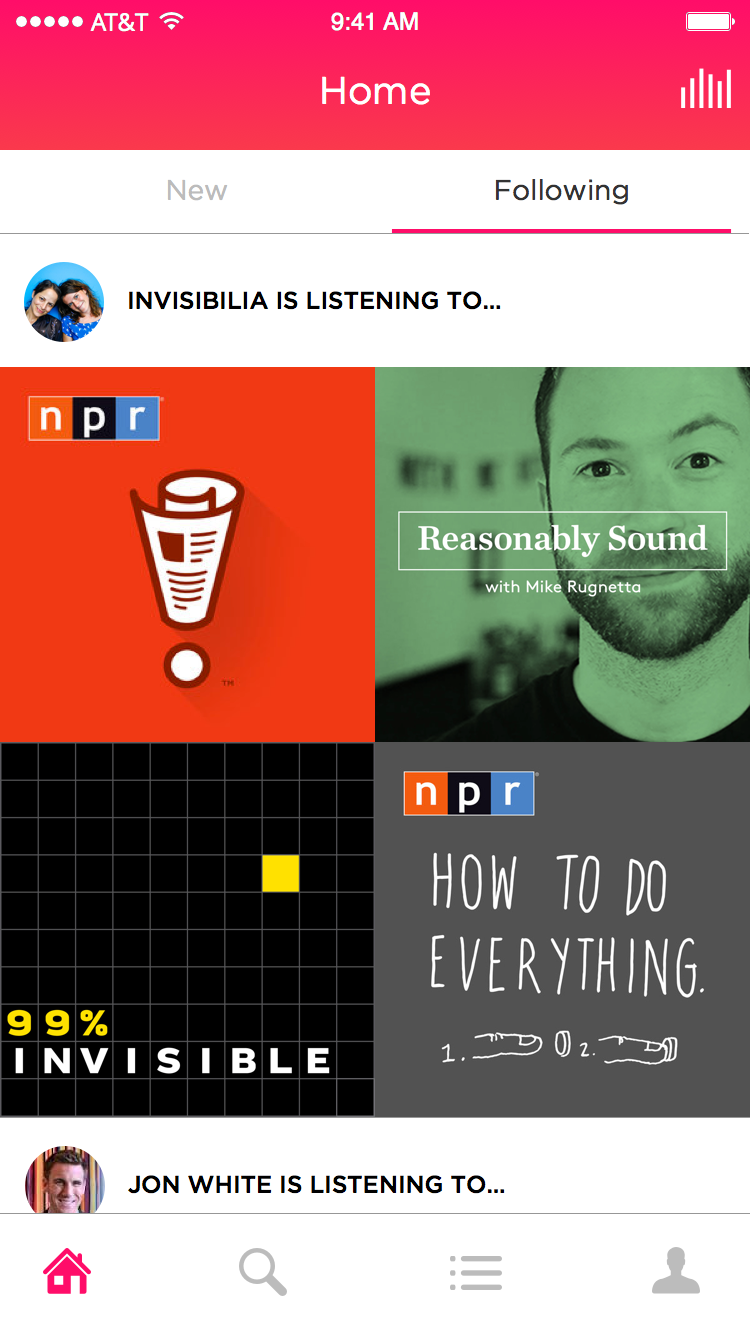 AT&T 9:41 AM
Home
New Following
INVISIBILIA IS LISTENING TO...
npr
TM
Reasonably Sound
with Mike Rugnetta
99%
INVISIBLE
npr
HOW TO DO
EVERYTHING.
1. 2.
JON WHITE IS LISTENING TO...